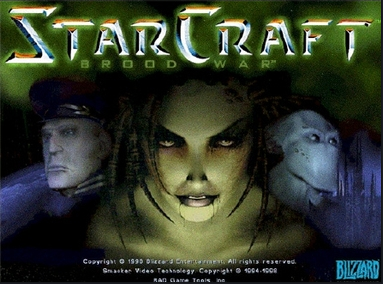 STARCRAFT
BROOD WAR
Copyright © 1998 Blizzard Entertainment. All rights reserved.
Smacker Video Technology Copyright © 1994-1998
RAD Game Tools, Inc.
BLIZZARD